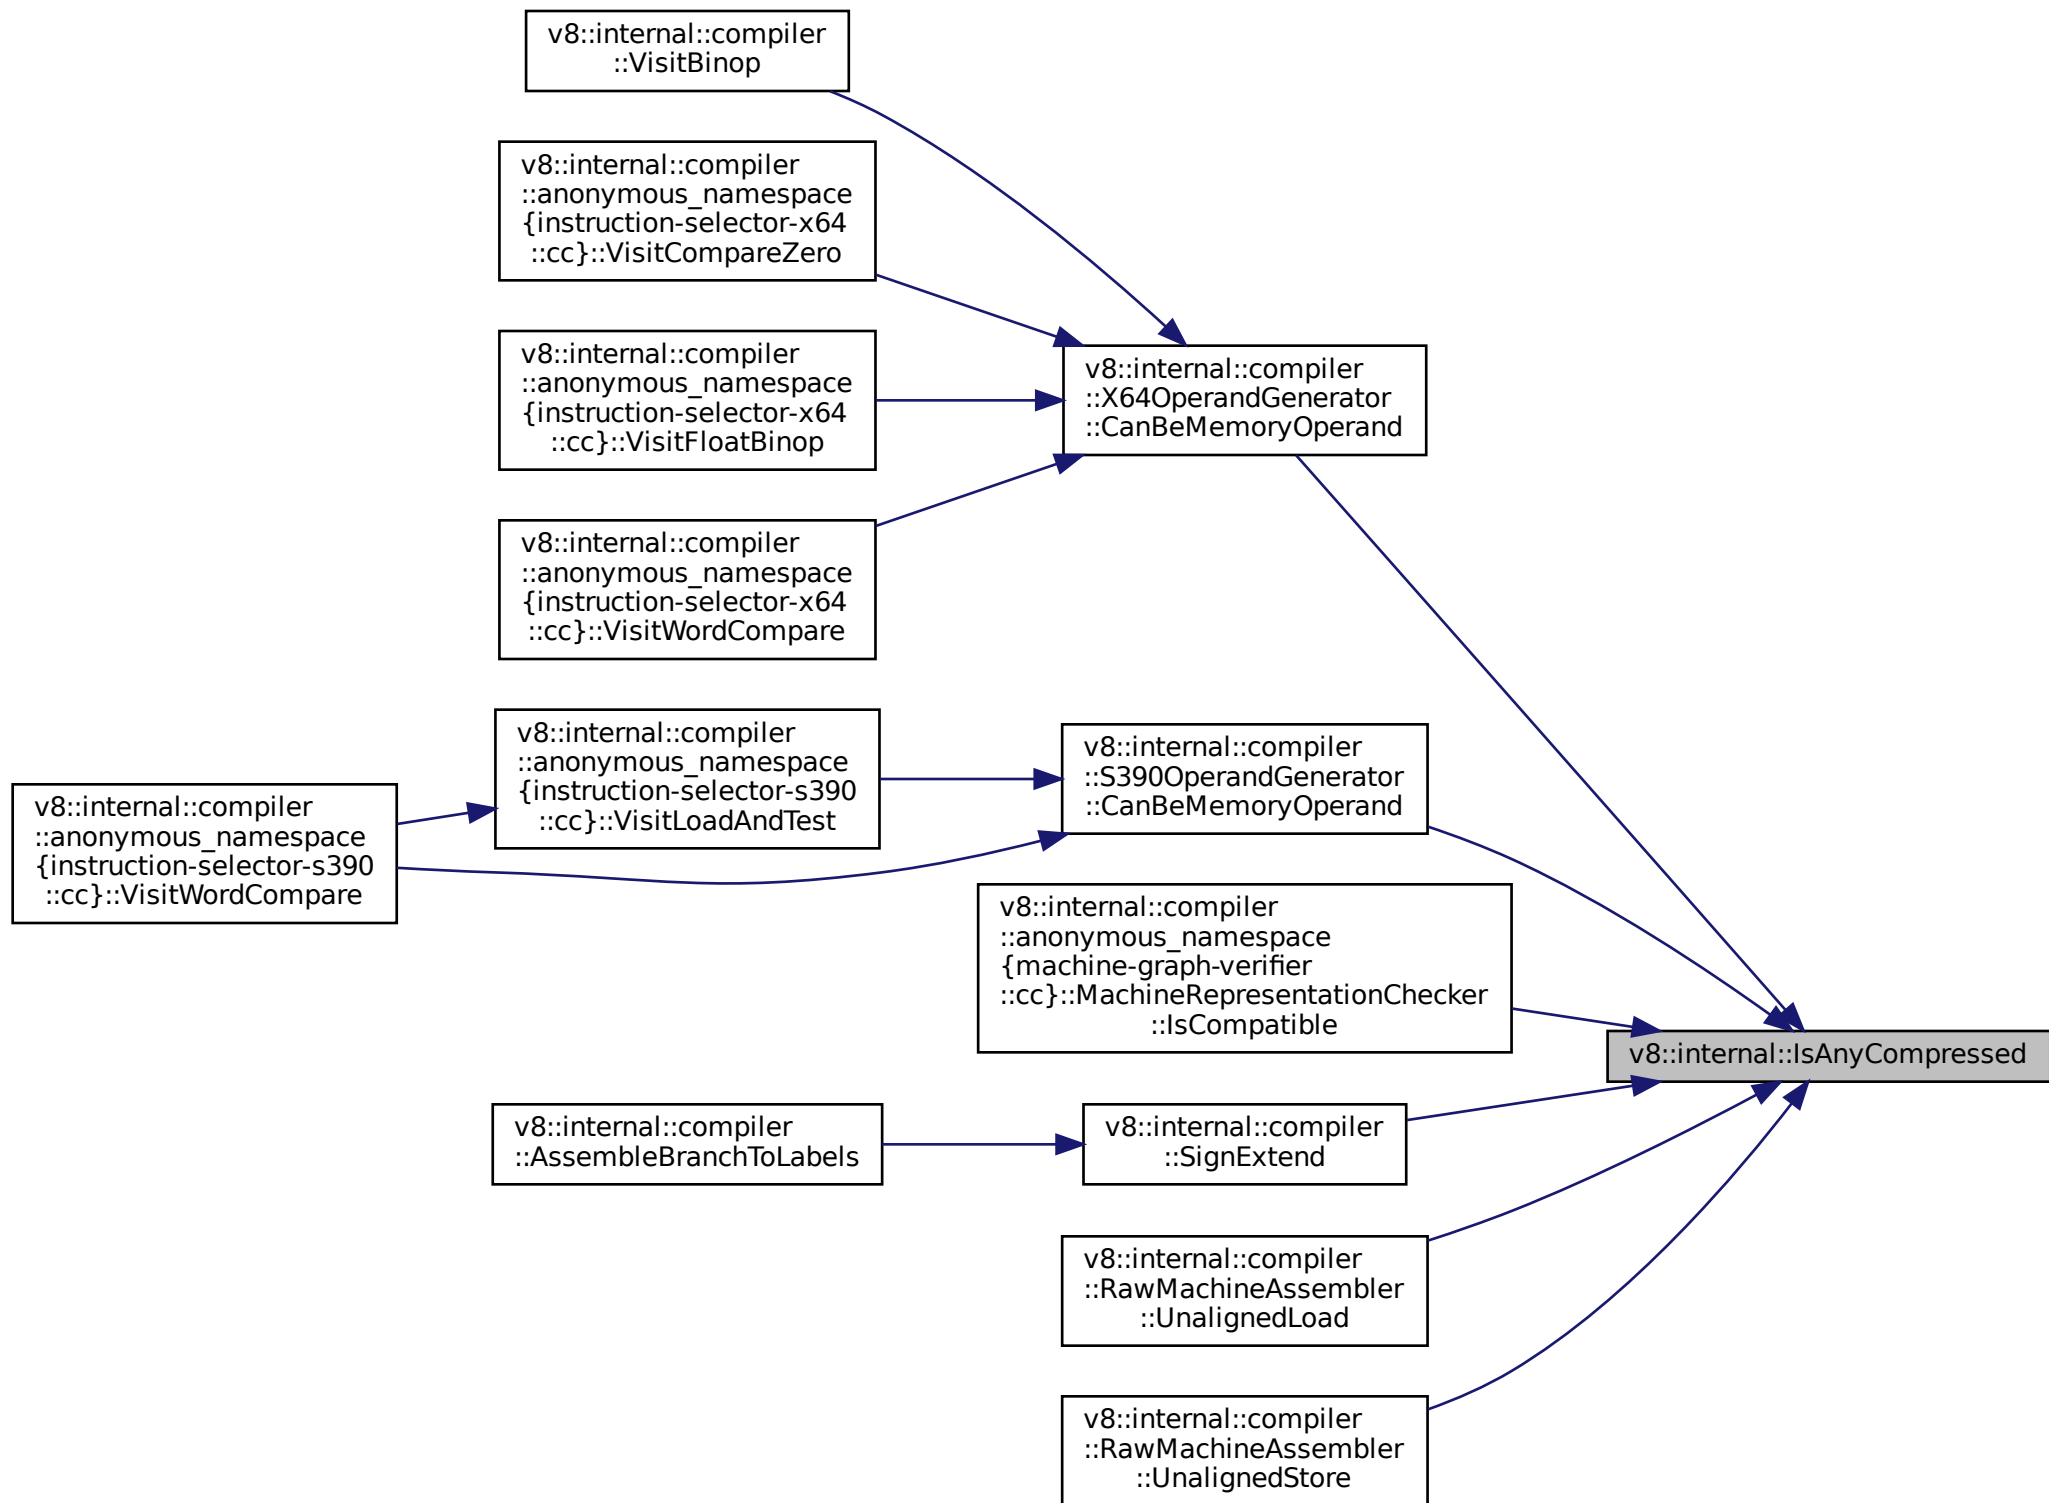 v8::internal::compiler
::VisitBinop
v8::internal::compiler
::anonymous_namespace
{instruction-selector-x64
::cc}::VisitCompareZero
v8::internal::compiler
::anonymous_namespace
{instruction-selector-x64
::cc}::VisitFloatBinop
v8::internal::compiler
::X64OperandGenerator
::CanBeMemoryOperand
v8::internal::compiler
::anonymous_namespace
{instruction-selector-x64
::cc}::VisitWordCompare
v8::internal::compiler
::anonymous_namespace
{instruction-selector-s390
::cc}::VisitLoadAndTest
v8::internal::compiler
::S390OperandGenerator
::CanBeMemoryOperand
v8::internal::compiler
::anonymous_namespace
{instruction-selector-s390
::cc}::VisitWordCompare
v8::internal::compiler
::anonymous_namespace
{machine-graph-verifier
::cc}::MachineRepresentationChecker
::IsCompatible
v8::internal::IsAnyCompressed
v8::internal::compiler
::AssembleBranchToLabels
v8::internal::compiler
::SignExtend
v8::internal::compiler
::RawMachineAssembler
::UnalignedLoad
v8::internal::compiler
::RawMachineAssembler
::UnalignedStore